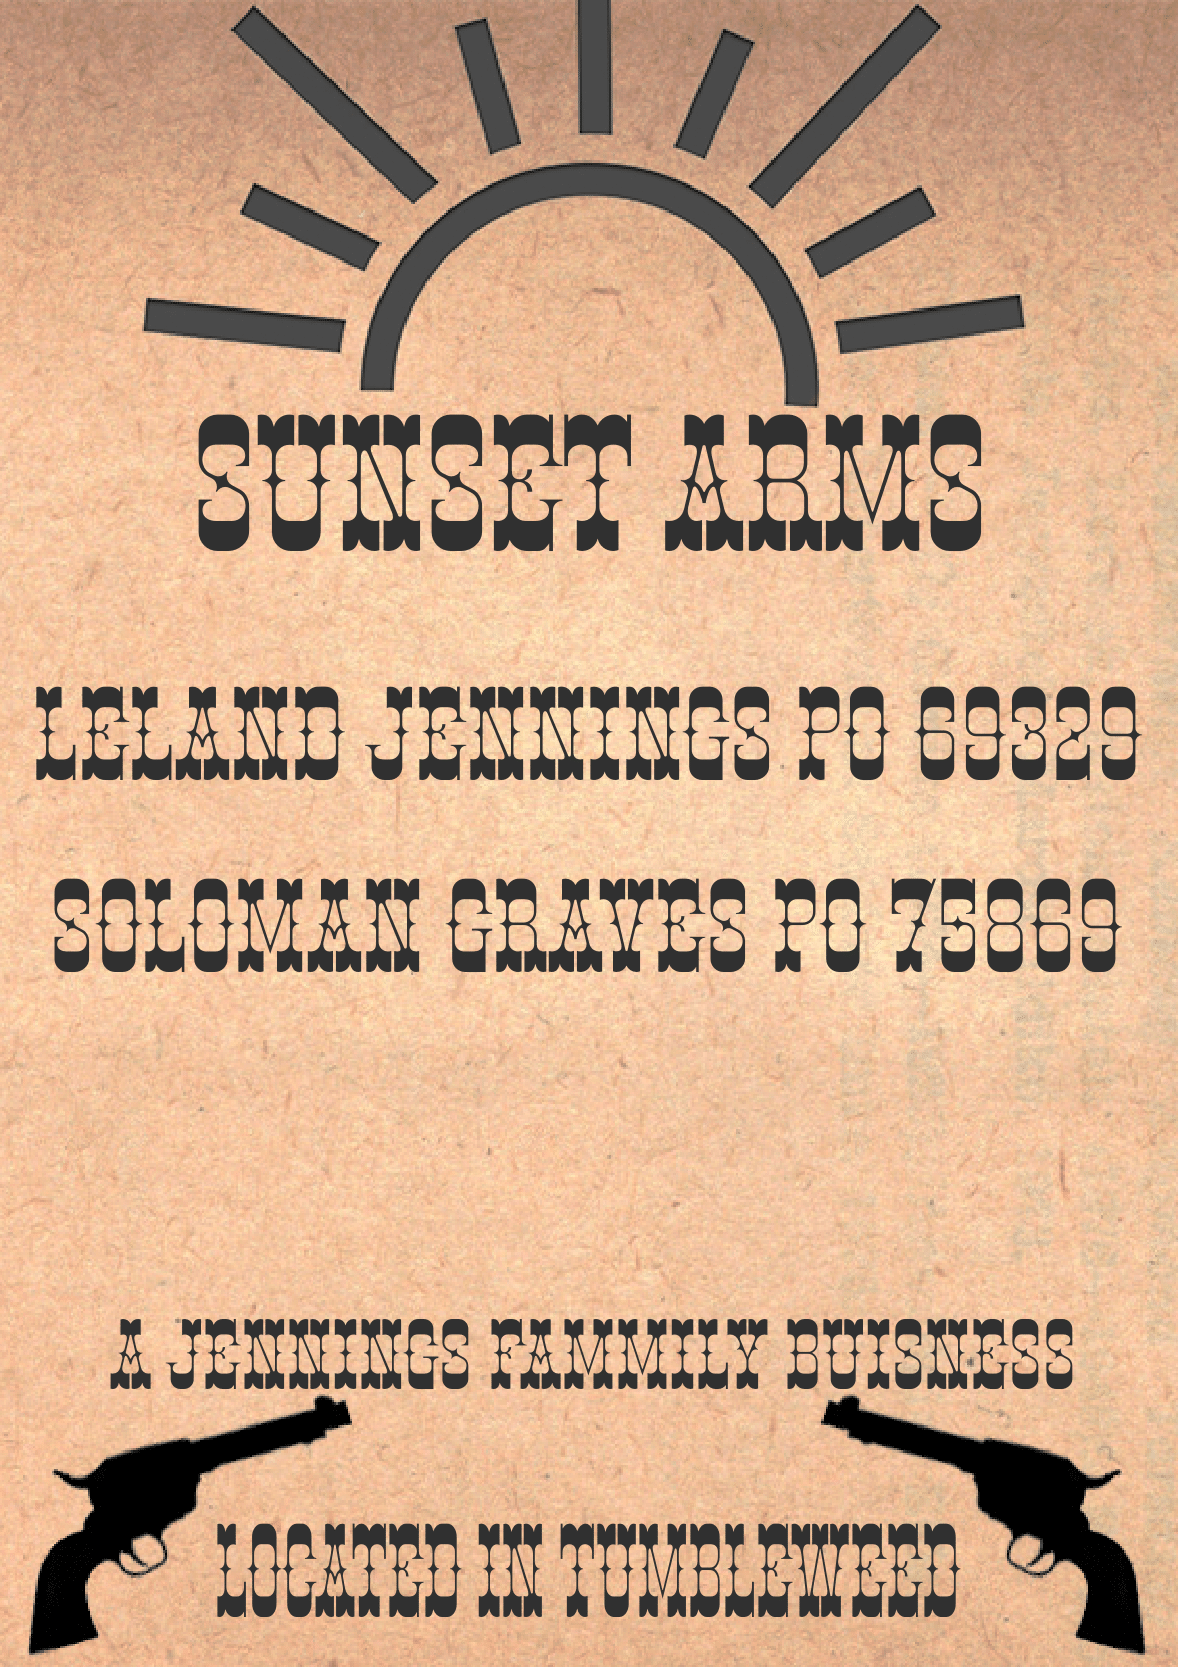 SUNSET ARMS
LELAND JENNINGS PO 69329
SOLOMAN GRAVES PO 75869
A JENNINGS FAMMILY BUISNESS
LOCATED IN TUMBLEWEED